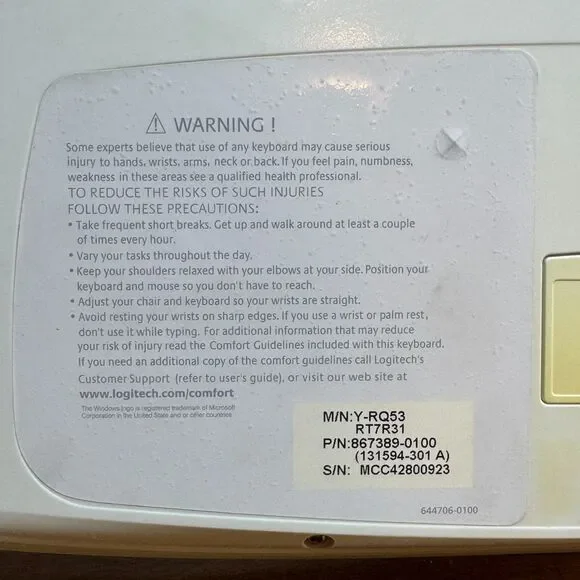 WARNING !
Some experts believe that use of any keyboard may cause serious
injury to hands, wrists, arms, neck or back. If you feel pain, numbness,
weakness in these areas see a qualified health professional.
TO REDUCE THE RISKS OF SUCH INJURIES
FOLLOW THESE PRECAUTIONS:
• Take frequent short breaks. Get up and walk around at least a couple
of times every hour.
• Vary your tasks throughout the day.
• Keep your shoulders relaxed with your elbows at your side. Position your
keyboard and mouse so you don't have to reach.
• Adjust your chair and keyboard so your wrists are straight.
• Avoid resting your wrists on sharp edges. If you use a wrist or palm rest,
don't use it while typing. For additional information that may reduce
your risk of injury read the Comfort Guidelines included with this keyboard.
If you need an additional copy of the comfort guidelines call Logitech's
Customer Support (refer to user's guide), or visit our web site at
www.logitech.com/comfort
The Windows logo is registered trademark of Microsoft
Corporation in the United State and or other countries
M/N:Y-RQ53
RT7R31
P/N:867389-0100
(131594-301 A)
S/N: MCC42800923
644706-0100